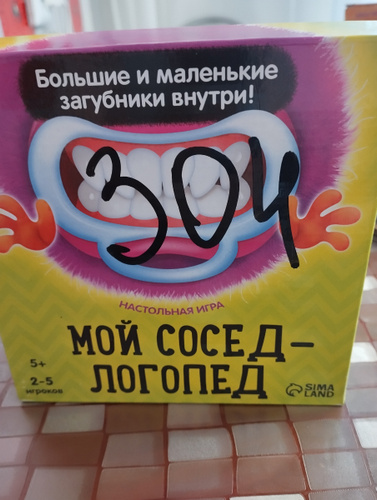 Большие и маленькие
загубники внутри!
304
НАСТОЛЬНАЯ ИГРА
МОЙ СОСЕД-
ЛОГОПЕД
5+
2-5
игроков
SIMA
LAND